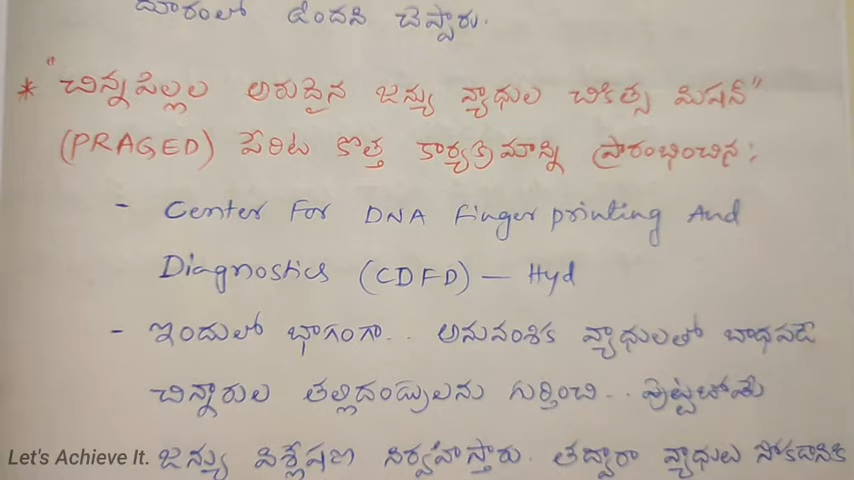 దూరంలో ఉందని చెప్పారు.
* "చిన్నపిల్లల అరుదైన జన్యు వ్యాధుల చికిత్స మిషన్"
(PRAGED) పేరిట కొత్త కార్యక్రమాన్ని ప్రారంభించిన :
- Center For DNA Finger printing And
Diagnostics (CDFD) — Hyd
- ఇందులో భాగంగా.. అనువంశిక వ్యాధులతో బాధపడే
చిన్నారుల తల్లిదండ్రులను గుర్తించి.. పుట్టబోయే
Let's Achieve It. జన్యు విశ్లేషణ నిర్వహిస్తారు. తద్వారా వ్యాధులు సోకడానికి